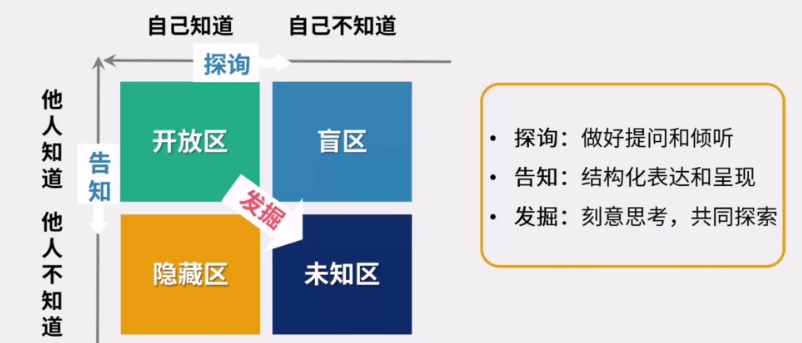 自己知道 自己不知道
探询
他人知道
告知
开放区 盲区
发掘
他人不知道
隐藏区 未知区
• 探询：做好提问和倾听
• 告知：结构化表达和呈现
• 发掘：刻意思考，共同探索